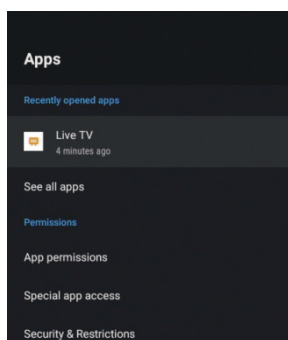 Apps
Recently opened apps
Live TV
4 minutes ago
See all apps
Permissions
App permissions
Special app access
Security & Restrictions